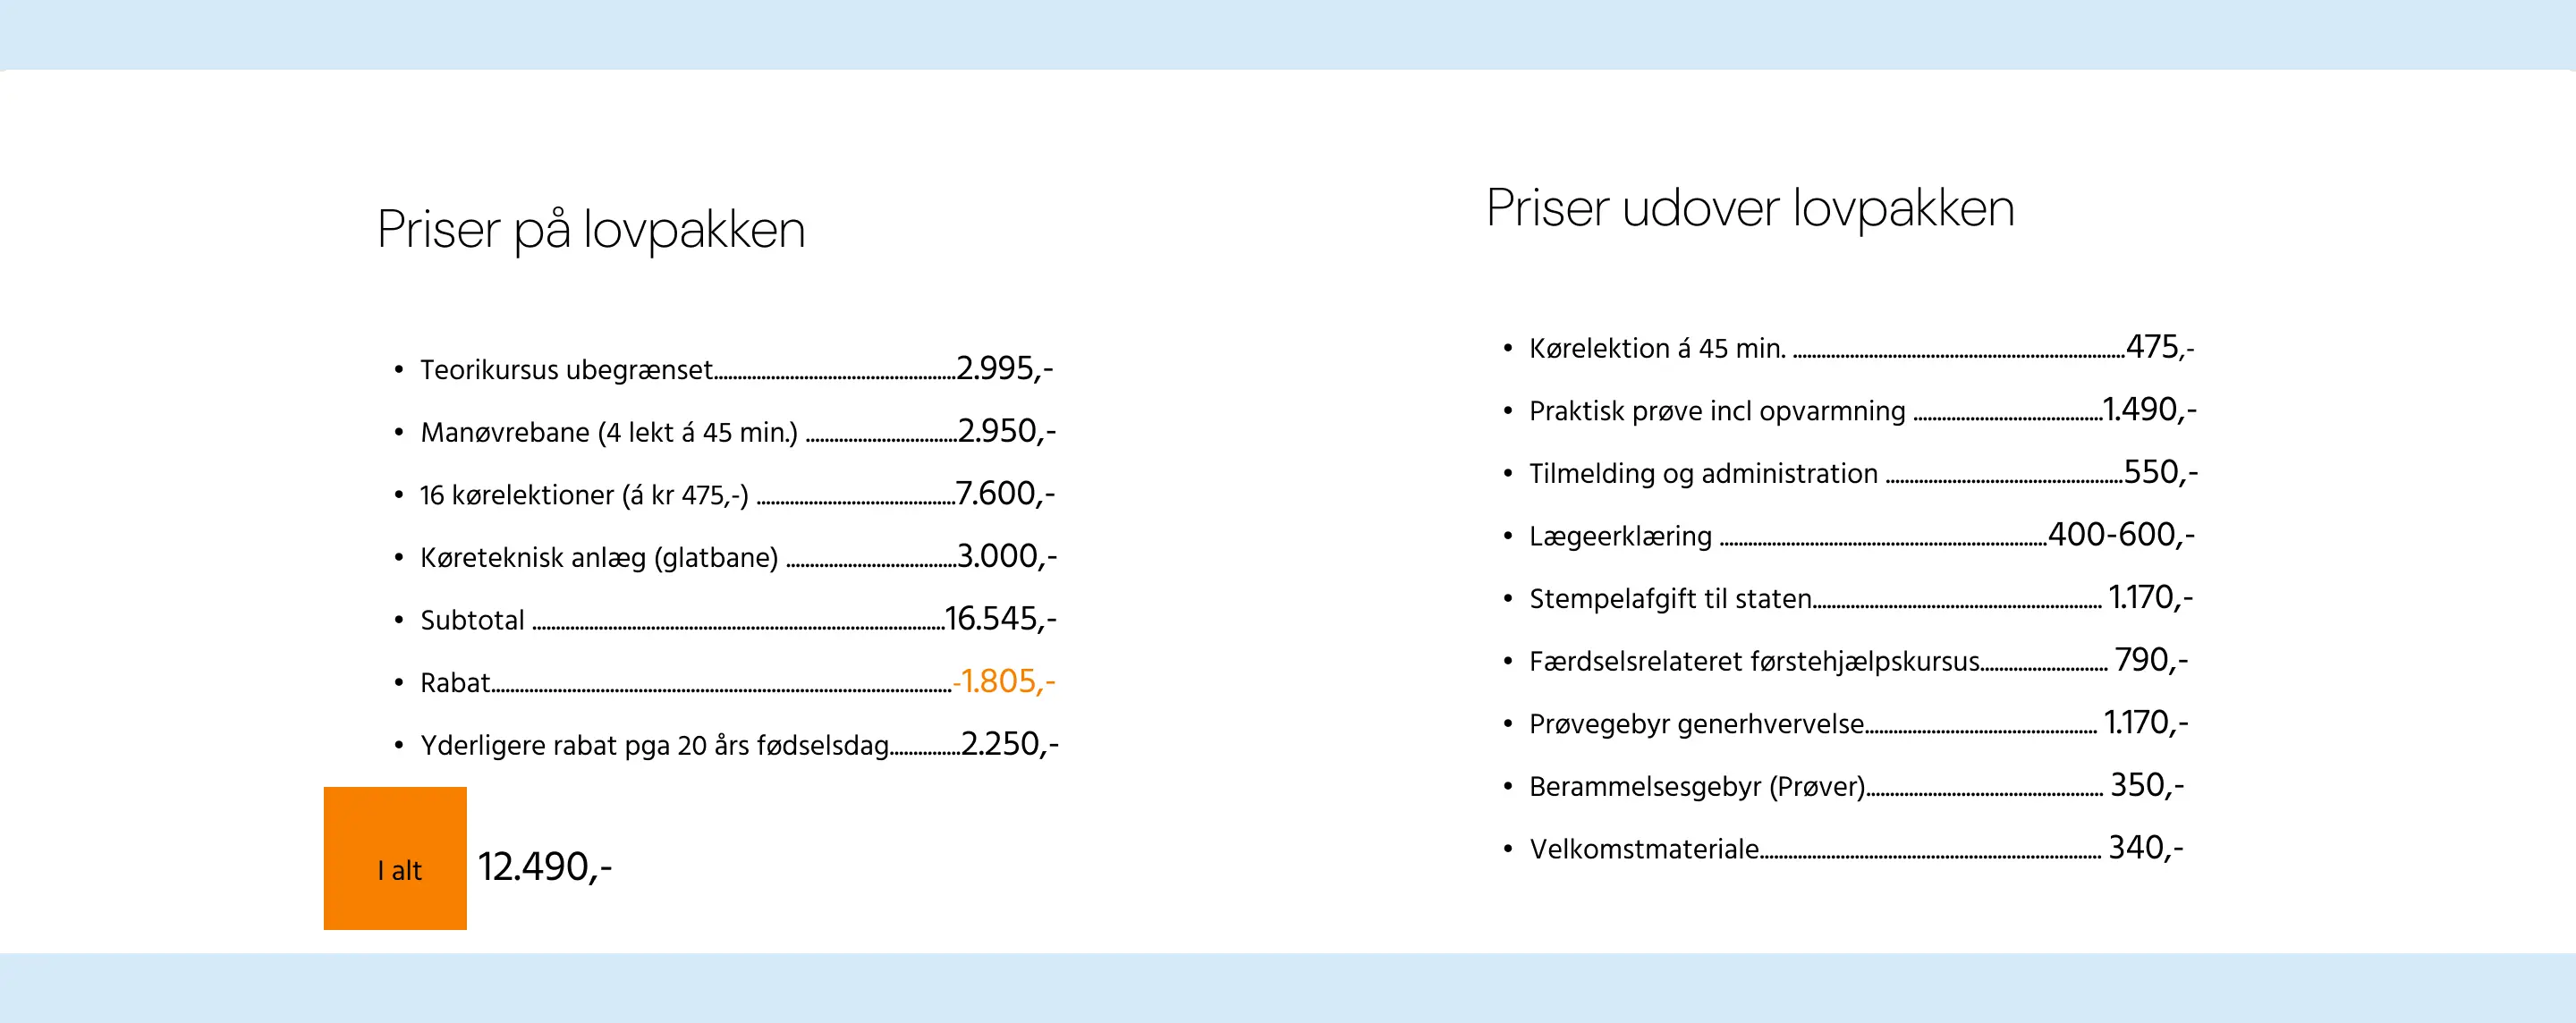 Priser på lovpakken
• Teorikursus ubegrænset..................................................2.995,-
• Manøvrebane (4 lekt á 45 min.) ................................2.950,-
• 16 kørelektioner (á kr 475,-) ..........................................7.600,-
• Køreteknisk anlæg (glatbane) ....................................3.000,-
• Subtotal .......................................................................................16.545,-
• Rabat.................................................................................................-1.805,-
• Yderligere rabat pga 20 års fødselsdag...............2.250,-
I alt 12.490,-
Priser udover lovpakken
• Kørelektion á 45 min. ......................................................................475,-
• Praktisk prøve incl opvarmning ........................................1.490,-
• Tilmelding og administration ..................................................550,-
• Lægeerklæring .....................................................................400-600,-
• Stempelafgift til staten............................................................. 1.170,-
• Færdselsrelateret førstehjælpskursus........................... 790,-
• Prøvegebyr generhvervelse................................................. 1.170,-
• Berammelsesgebyr (Prøver).................................................. 350,-
• Velkomstmateriale........................................................................ 340,-